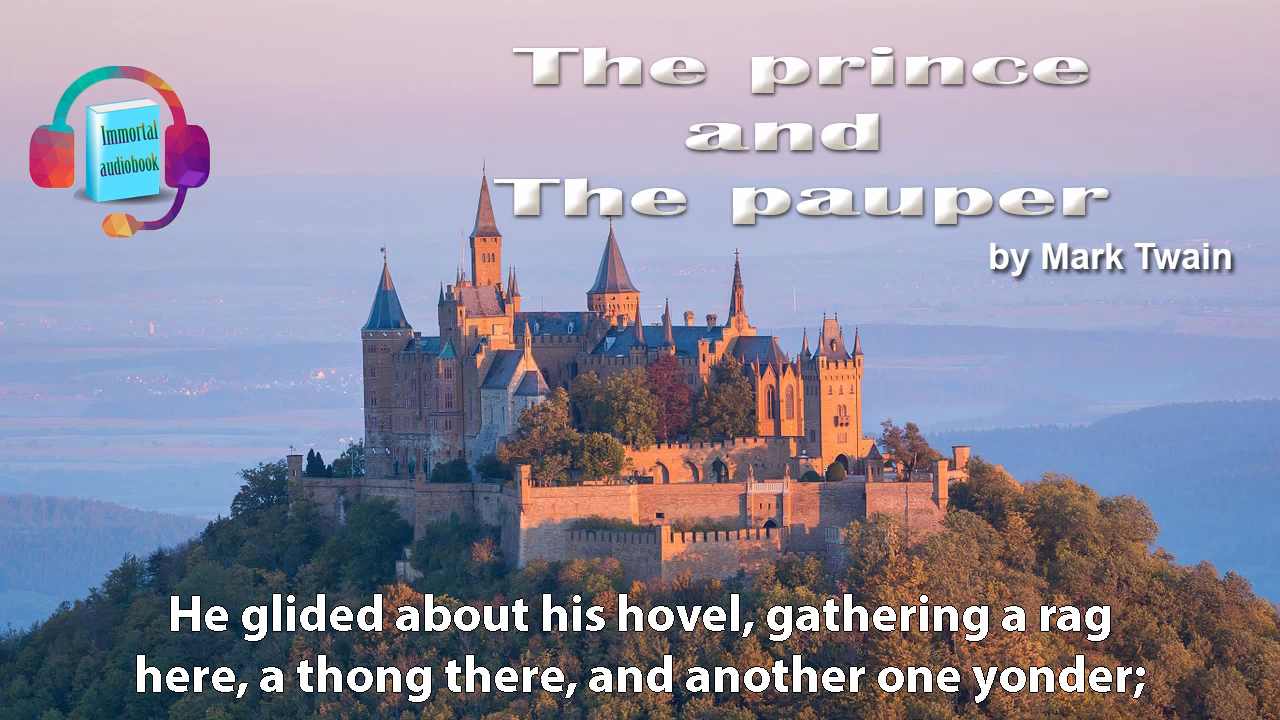 Immortal
audiobook
The prince
and
The pauper
by Mark Twain
He glided about his hovel, gathering a rag
here, a thong there, and another one yonder;